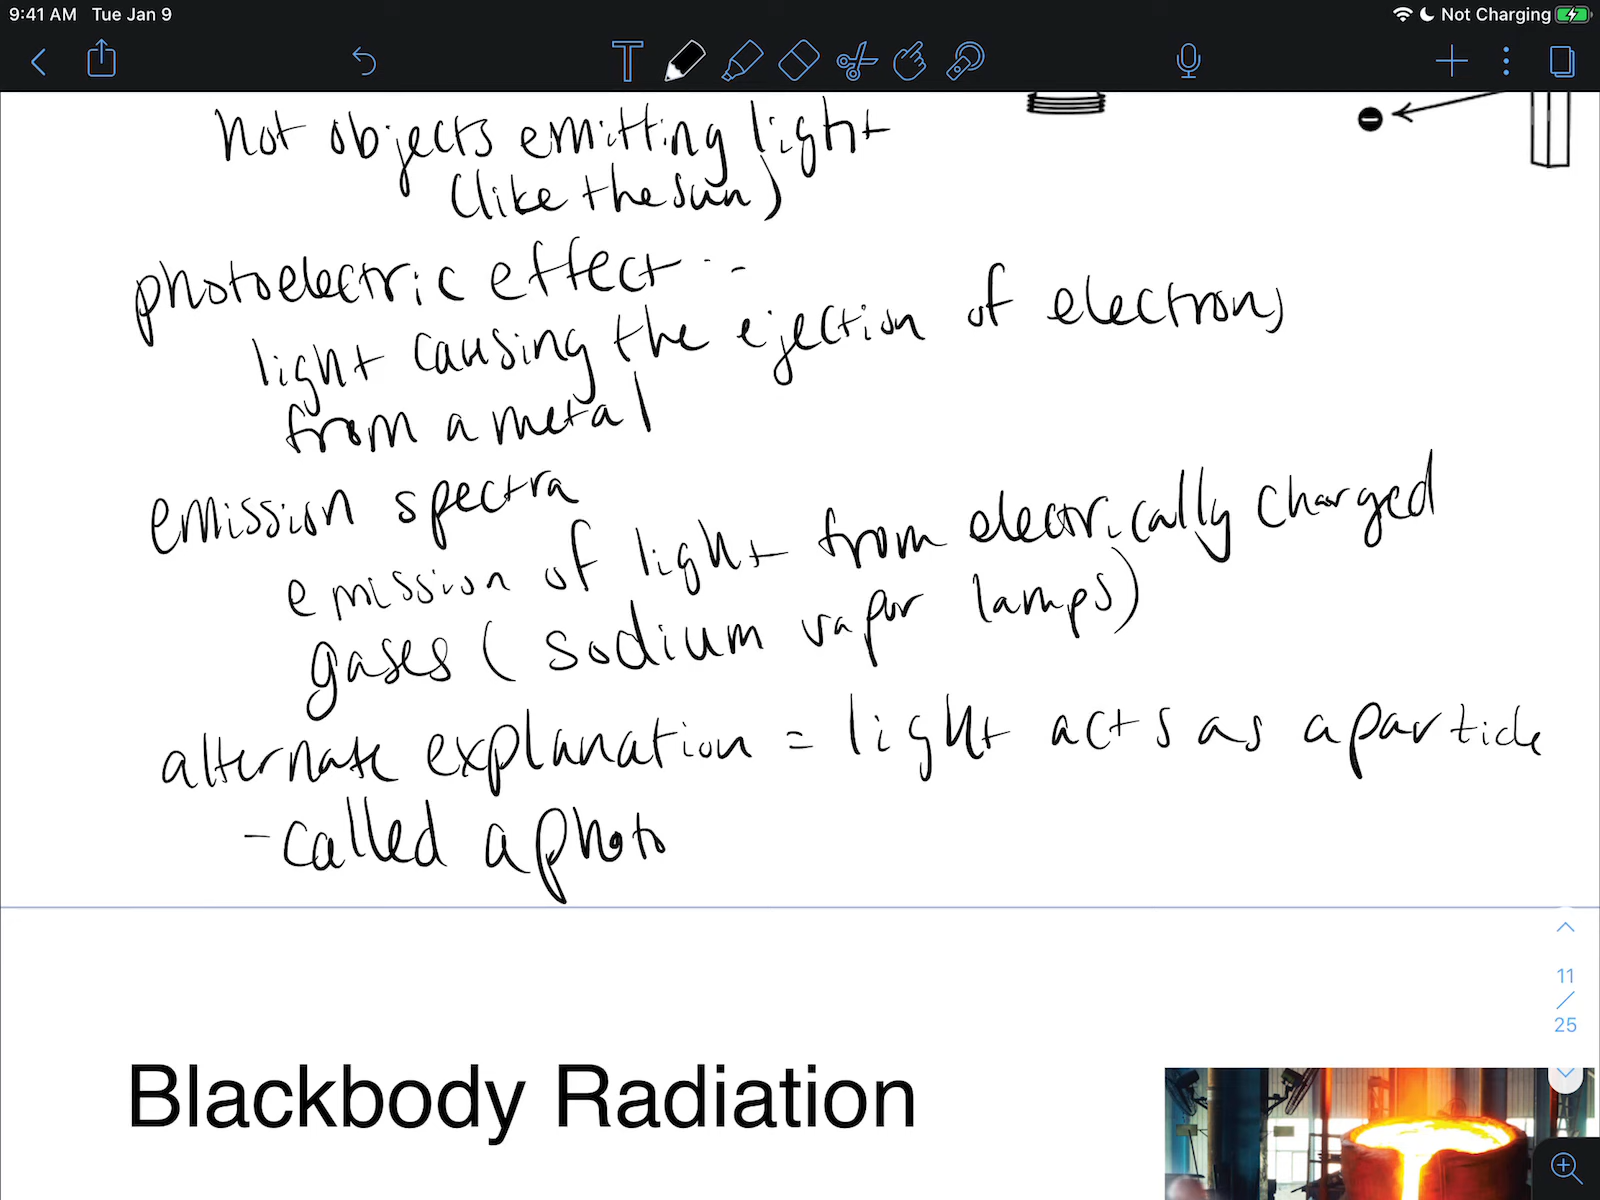 9:41 AM Tue Jan 9
Not Charging
hot objects emitting light
(like the sun)
photoelectric effect --
light causing the ejection of electrons
from a metal
emission spectra
emission of light from electrically charged
gases (sodium vapor lamps)
alternate explanation = light acts as a particle
- called a photo
11
/
25
Blackbody Radiation